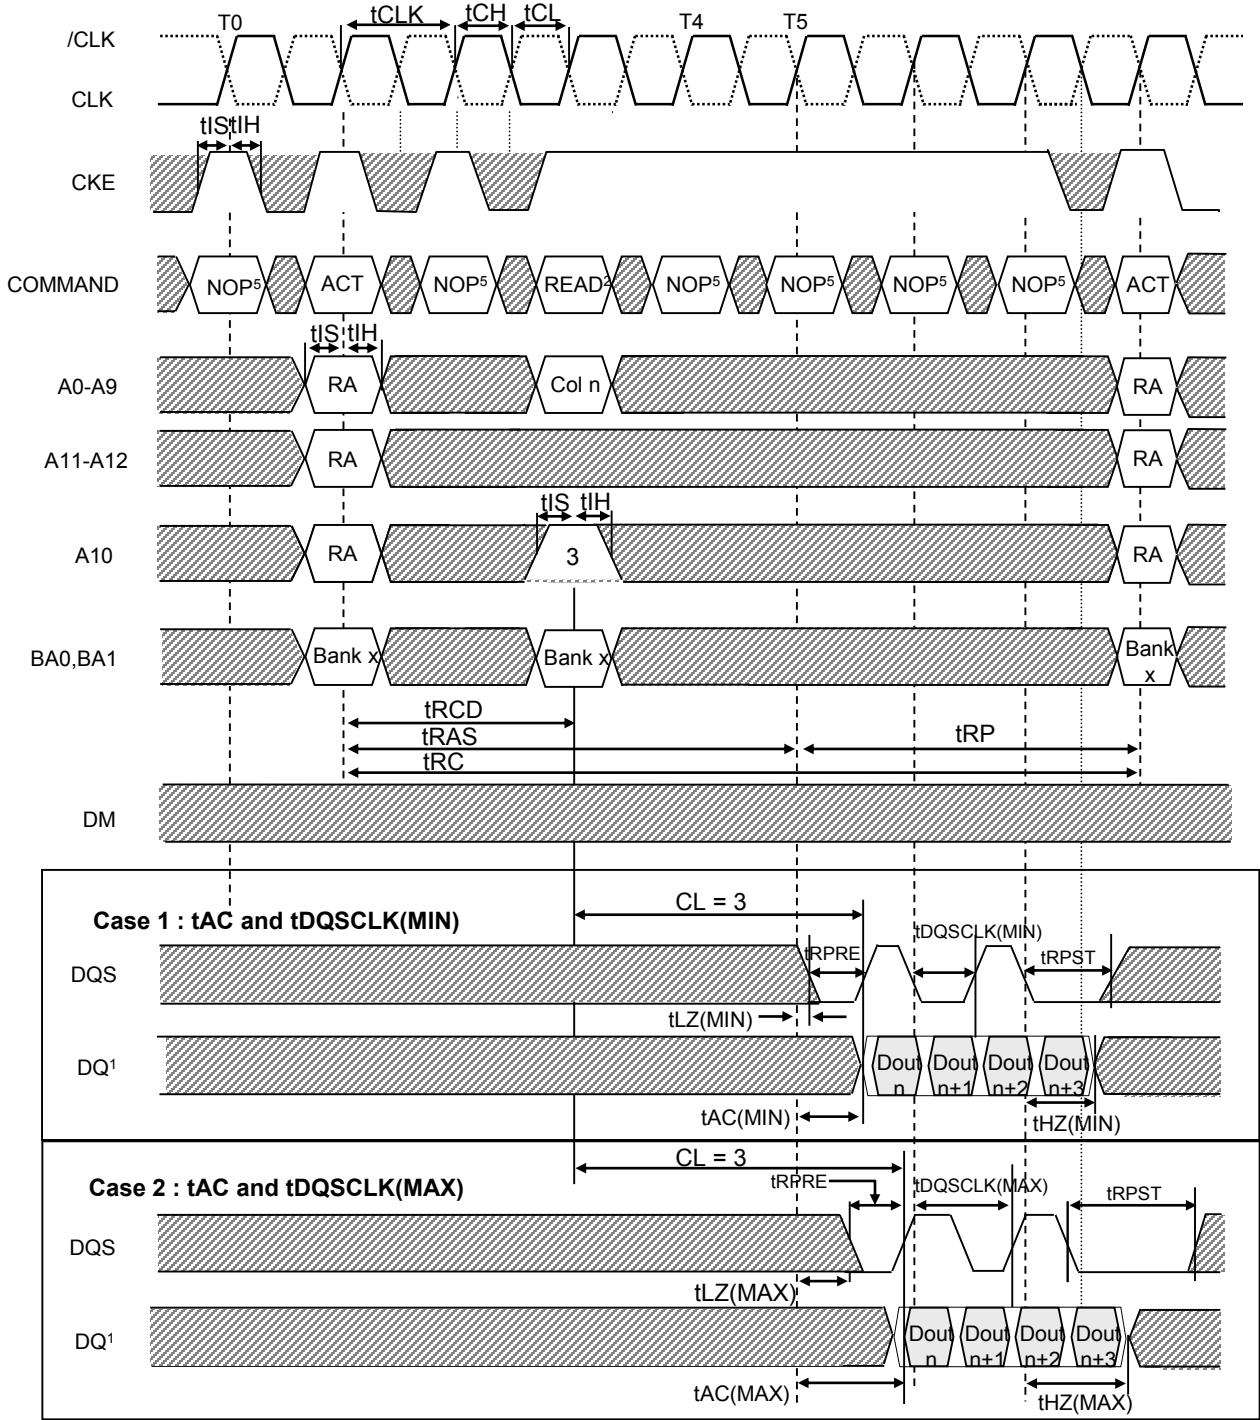 T0 tCLK tCH tCL T4 T5
/CLK
CLK
tIS tIH
CKE
COMMAND NOP5 ACT NOP5 READ2 NOP5 NOP5 NOP5 NOP5 ACT
tIS tIH
A0-A9 RA Col n RA
A11-A12 RA RA
tIS tIH
A10 RA 3 RA
BA0,BA1 Bank x Bank x Bank x
tRCD
tRAS tRP
tRC
DM
CL = 3
Case 1 : tAC and tDQSCLK(MIN)
tDQSCLK(MIN)
tRPRE tRPST
DQS
tLZ(MIN)
DQ1 Dout n Dout n+1 Dout n+2 Dout n+3
tAC(MIN) tHZ(MIN)
CL = 3
Case 2 : tAC and tDQSCLK(MAX)
tRPRE tDQSCLK(MAX) tRPST
DQS
tLZ(MAX)
DQ1 Dout n Dout n+1 Dout n+2 Dout n+3
tAC(MAX) tHZ(MAX)